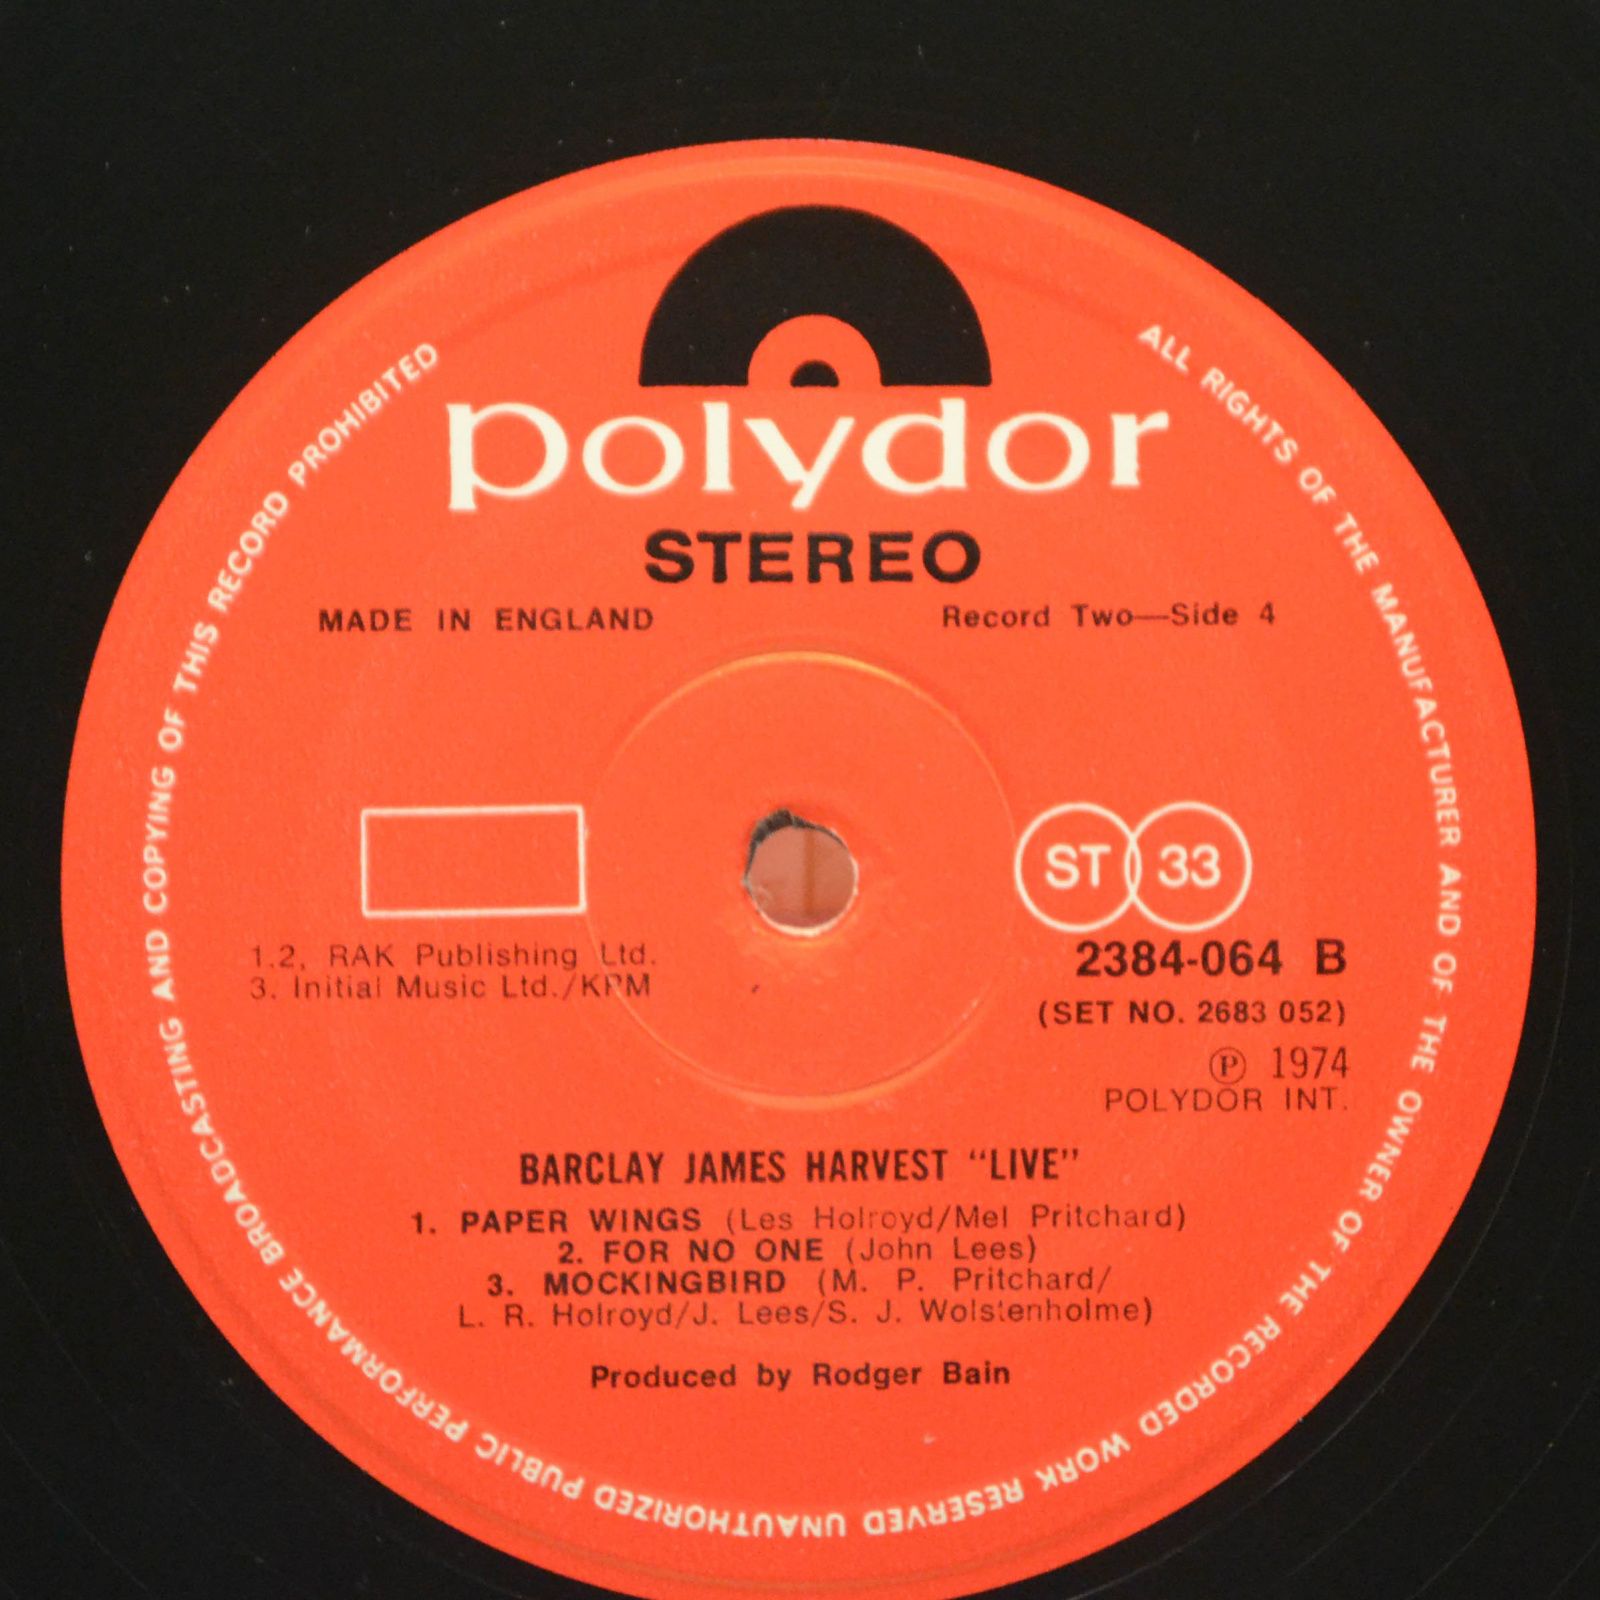 polydor
STEREO
MADE IN ENGLAND
Record Two—Side 4
ST 33
1.2, RAK Publishing Ltd.
3. Initial Music Ltd./KPM
2384-064 B
(SET NO. 2683 052)
Ⓟ 1974
POLYDOR INT.
BARCLAY JAMES HARVEST "LIVE"
1. PAPER WINGS (Les Holroyd/Mel Pritchard)
2. FOR NO ONE (John Lees)
3. MOCKINGBIRD (M. P. Pritchard/
L. R. Holroyd/J. Lees/S. J. Wolstenholme)
Produced by Rodger Bain
ALL RIGHTS OF THE MANUFACTURER AND OF THE OWNER OF THE RECORDED WORK RESERVED UNAUTHORIZED PUBLIC PERFORMANCE BROADCASTING AND COPYING OF THIS RECORD PROHIBITED